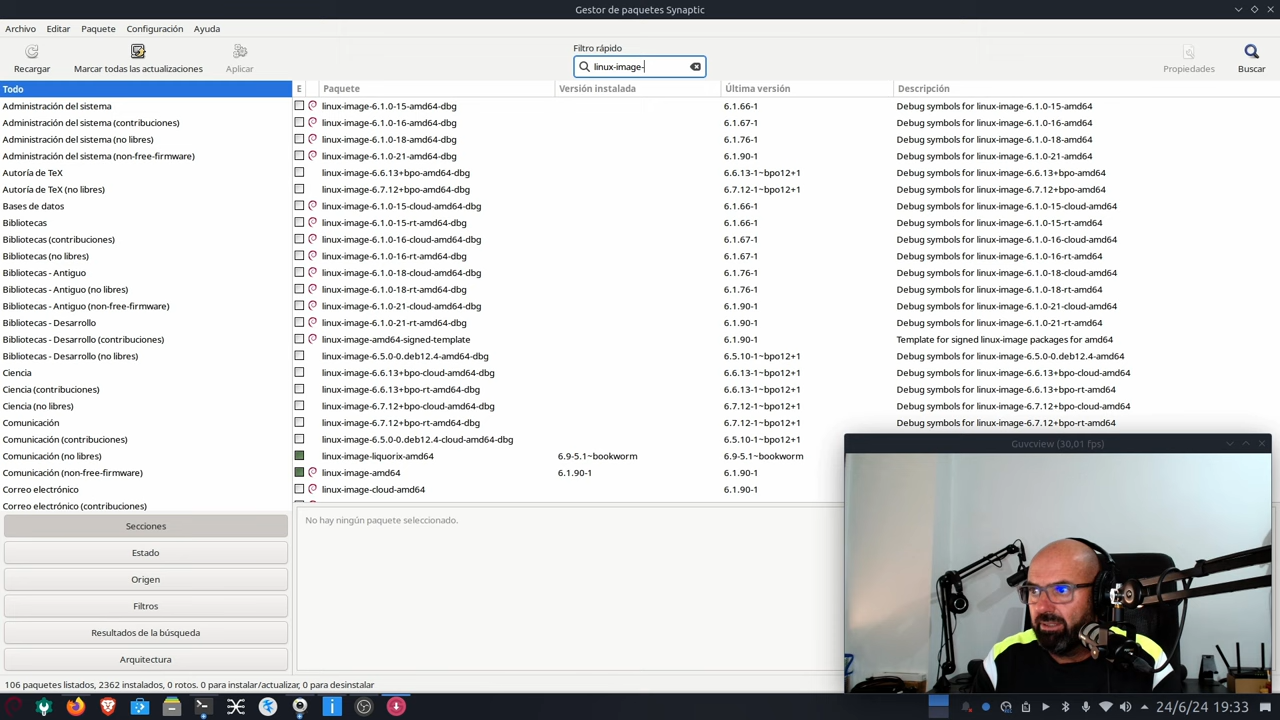 Gestor de paquetes Synaptic
Archivo Editar Paquete Configuración Ayuda
Recargar Marcar todas las actualizaciones Aplicar Filtro rápido linux-image- Propiedades Buscar
Todo E Paquete Versión instalada Última versión Descripción
Administración del sistema linux-image-6.1.0-15-amd64-dbg 6.1.66-1 Debug symbols for linux-image-6.1.0-15-amd64
Administración del sistema (contribuciones) linux-image-6.1.0-16-amd64-dbg 6.1.67-1 Debug symbols for linux-image-6.1.0-16-amd64
Administración del sistema (no libres) linux-image-6.1.0-18-amd64-dbg 6.1.76-1 Debug symbols for linux-image-6.1.0-18-amd64
Administración del sistema (non-free-firmware) linux-image-6.1.0-21-amd64-dbg 6.1.90-1 Debug symbols for linux-image-6.1.0-21-amd64
Autoría de TeX linux-image-6.6.13+bpo-amd64-dbg 6.6.13-1~bpo12+1 Debug symbols for linux-image-6.6.13+bpo-amd64
Autoría de TeX (no libres) linux-image-6.7.12+bpo-amd64-dbg 6.7.12-1~bpo12+1 Debug symbols for linux-image-6.7.12+bpo-amd64
Bases de datos linux-image-6.1.0-15-cloud-amd64-dbg 6.1.66-1 Debug symbols for linux-image-6.1.0-15-cloud-amd64
Bibliotecas linux-image-6.1.0-15-rt-amd64-dbg 6.1.66-1 Debug symbols for linux-image-6.1.0-15-rt-amd64
Bibliotecas (contribuciones) linux-image-6.1.0-16-cloud-amd64-dbg 6.1.67-1 Debug symbols for linux-image-6.1.0-16-cloud-amd64
Bibliotecas (no libres) linux-image-6.1.0-16-rt-amd64-dbg 6.1.67-1 Debug symbols for linux-image-6.1.0-16-rt-amd64
Bibliotecas - Antiguo linux-image-6.1.0-18-cloud-amd64-dbg 6.1.76-1 Debug symbols for linux-image-6.1.0-18-cloud-amd64
Bibliotecas - Antiguo (no libres) linux-image-6.1.0-18-rt-amd64-dbg 6.1.76-1 Debug symbols for linux-image-6.1.0-18-rt-amd64
Bibliotecas - Antiguo (non-free-firmware) linux-image-6.1.0-21-cloud-amd64-dbg 6.1.90-1 Debug symbols for linux-image-6.1.0-21-cloud-amd64
Bibliotecas - Desarrollo linux-image-6.1.0-21-rt-amd64-dbg 6.1.90-1 Debug symbols for linux-image-6.1.0-21-rt-amd64
Bibliotecas - Desarrollo (contribuciones) linux-image-amd64-signed-template 6.1.90-1 Template for signed linux-image packages for amd64
Bibliotecas - Desarrollo (no libres) linux-image-6.5.0-0.deb12.4-amd64-dbg 6.5.10-1~bpo12+1 Debug symbols for linux-image-6.5.0-0.deb12.4-amd64
Ciencia linux-image-6.6.13+bpo-cloud-amd64-dbg 6.6.13-1~bpo12+1 Debug symbols for linux-image-6.6.13+bpo-cloud-amd64
Ciencia (contribuciones) linux-image-6.6.13+bpo-rt-amd64-dbg 6.6.13-1~bpo12+1 Debug symbols for linux-image-6.6.13+bpo-rt-amd64
Ciencia (no libres) linux-image-6.7.12+bpo-cloud-amd64-dbg 6.7.12-1~bpo12+1 Debug symbols for linux-image-6.7.12+bpo-cloud-amd64
Comunicación linux-image-6.7.12+bpo-rt-amd64-dbg 6.7.12-1~bpo12+1 Debug symbols for linux-image-6.7.12+bpo-rt-amd64
Comunicación (contribuciones) linux-image-6.5.0-0.deb12.4-cloud-amd64-dbg 6.5.10-1~bpo12+1 Guvcview (30,01 fps)
Comunicación (no libres) linux-image-liquorix-amd64 6.9-5.1~bookworm 6.9-5.1~bookworm
Comunicación (non-free-firmware) linux-image-amd64 6.1.90-1 6.1.90-1
Correo electrónico linux-image-cloud-amd64 6.1.90-1
Correo electrónico (contribuciones)
Secciones No hay ningún paquete seleccionado.
Estado
Origen
Filtros
Resultados de la búsqueda
Arquitectura
106 paquetes listados, 2362 instalados, 0 rotos. 0 para instalar/actualizar, 0 para desinstalar
24/6/24 19:33